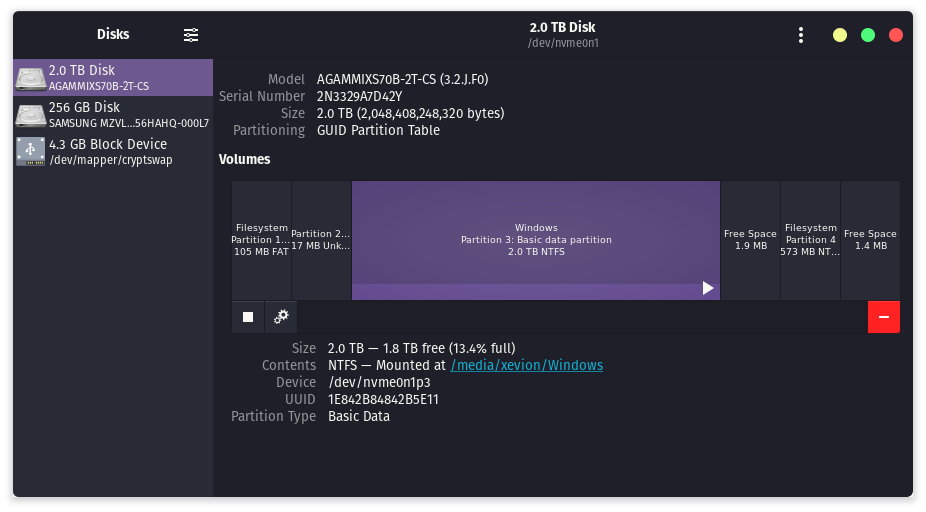 Disks
2.0 TB Disk
/dev/nvme0n1
2.0 TB Disk
AGAMMIXS70B-2T-CS
256 GB Disk
SAMSUNG MZVL...56HAHQ-000L7
4.3 GB Block Device
/dev/mapper/cryptswap
Model AGAMMIXS70B-2T-CS (3.2.J.F0)
Serial Number 2N3329A7D42Y
Size 2.0 TB (2,048,408,248,320 bytes)
Partitioning GUID Partition Table
Volumes
Filesystem
Partition 1...
105 MB FAT
Partition 2...
17 MB Unk...
Windows
Partition 3: Basic data partition
2.0 TB NTFS
Free Space
1.9 MB
Filesystem
Partition 4
573 MB NT...
Free Space
1.4 MB
Size 2.0 TB — 1.8 TB free (13.4% full)
Contents NTFS — Mounted at /media/xevion/Windows
Device /dev/nvme0n1p3
UUID 1E842B84842B5E11
Partition Type Basic Data